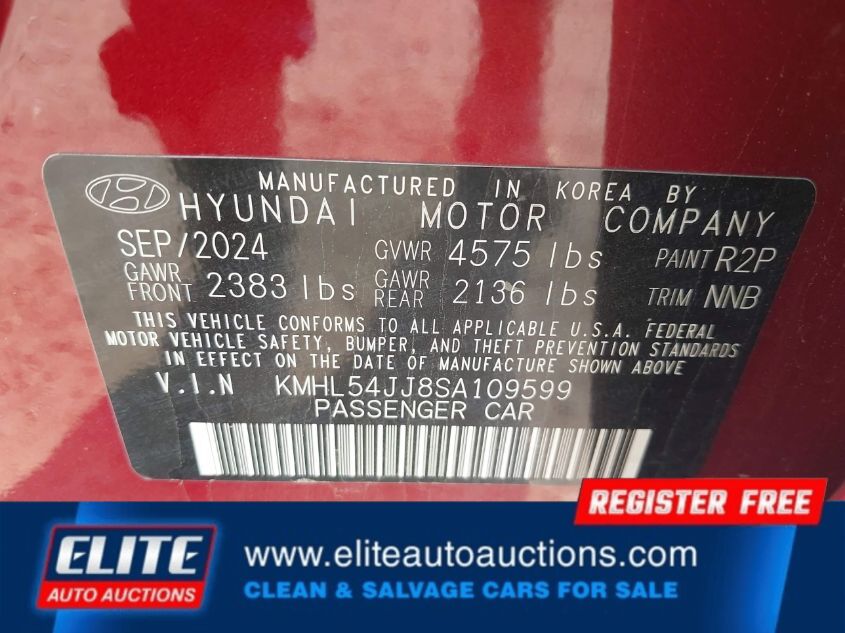 MANUFACTURED IN KOREA BY
HYUNDAI MOTOR COMPANY
SEP/2024 GVWR 4575 lbs PAINT R2P
GAWR FRONT 2383 lbs GAWR REAR 2136 lbs TRIM NNB
THIS VEHICLE CONFORMS TO ALL APPLICABLE U.S.A. FEDERAL
MOTOR VEHICLE SAFETY, BUMPER, AND THEFT PREVENTION STANDARDS
IN EFFECT ON THE DATE OF MANUFACTURE SHOWN ABOVE
V.I.N KMHL54JJ8SA109599
PASSENGER CAR
REGISTER FREE
ELITE
AUTO AUCTIONS
www.eliteautoauctions.com
CLEAN & SALVAGE CARS FOR SALE